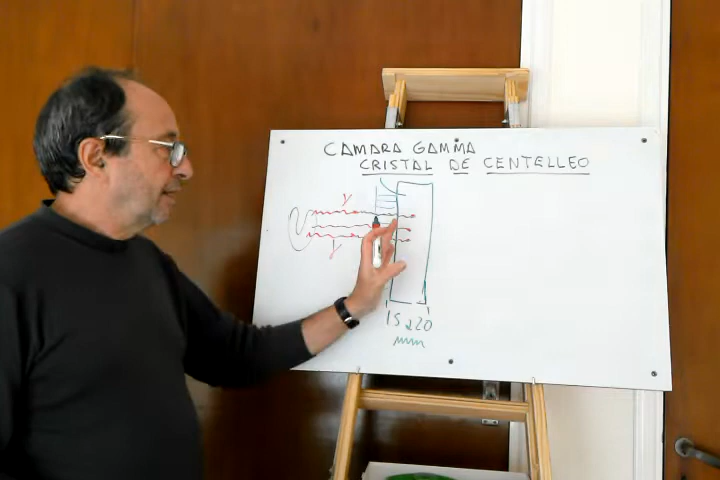 CAMARA GAMMA
CRISTAL DE CENTELLEO
γ
γ
15 a 20
mm